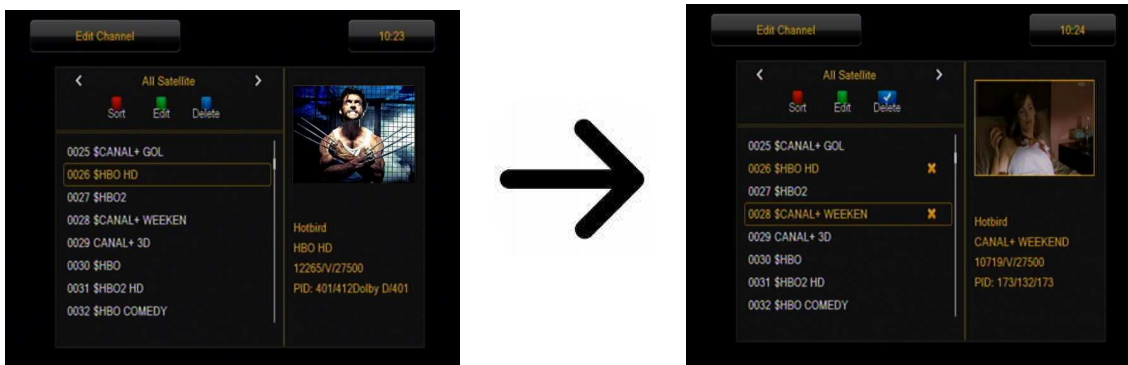 Edit Channel
10:23
< All Satellite >
Sort Edit Delete
0025 $CANAL+ GOL
0026 $HBO HD
0027 $HBO2
0028 $CANAL+ WEEKEN
0029 CANAL+ 3D
0030 $HBO
0031 $HBO2 HD
0032 $HBO COMEDY
Hotbird
HBO HD
12265/V/27500
PID: 401/412Dolby D/401
Edit Channel
10:24
< All Satellite >
Sort Edit Delete
0025 $CANAL+ GOL
0026 $HBO HD
0027 $HBO2
0028 $CANAL+ WEEKEN
0029 CANAL+ 3D
0030 $HBO
0031 $HBO2 HD
0032 $HBO COMEDY
Hotbird
CANAL+ WEEKEND
10719/V/27500
PID: 173/132/173